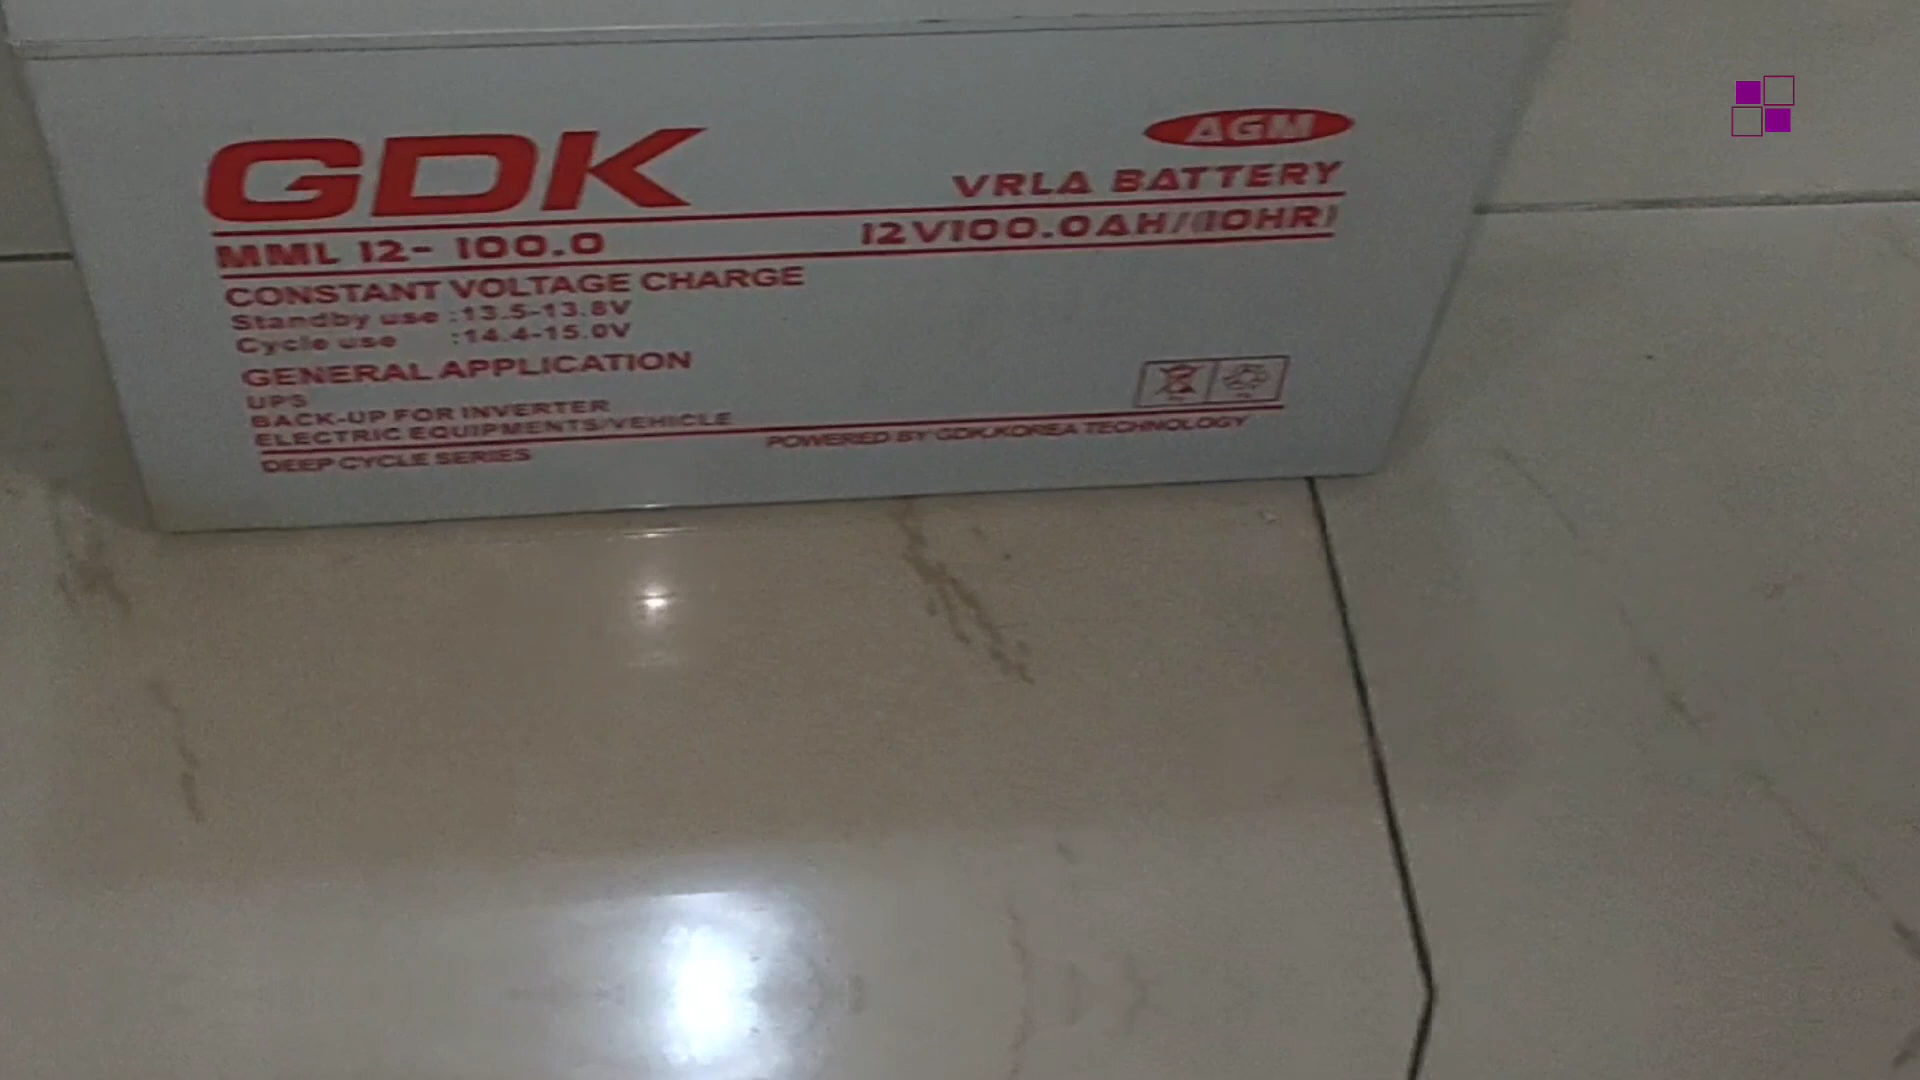 GDK
AGM
VRLA BATTERY
MML 12- 100.0
12V100.0AH/(10HR)
CONSTANT VOLTAGE CHARGE
Standby use :13.5-13.8V
Cycle use :14.4-15.0V
GENERAL APPLICATION
UPS
BACK-UP FOR INVERTER
ELECTRIC EQUIPMENTS/VEHICLE
DEEP CYCLE SERIES
POWERED BY GDK.KOREA TECHNOLOGY